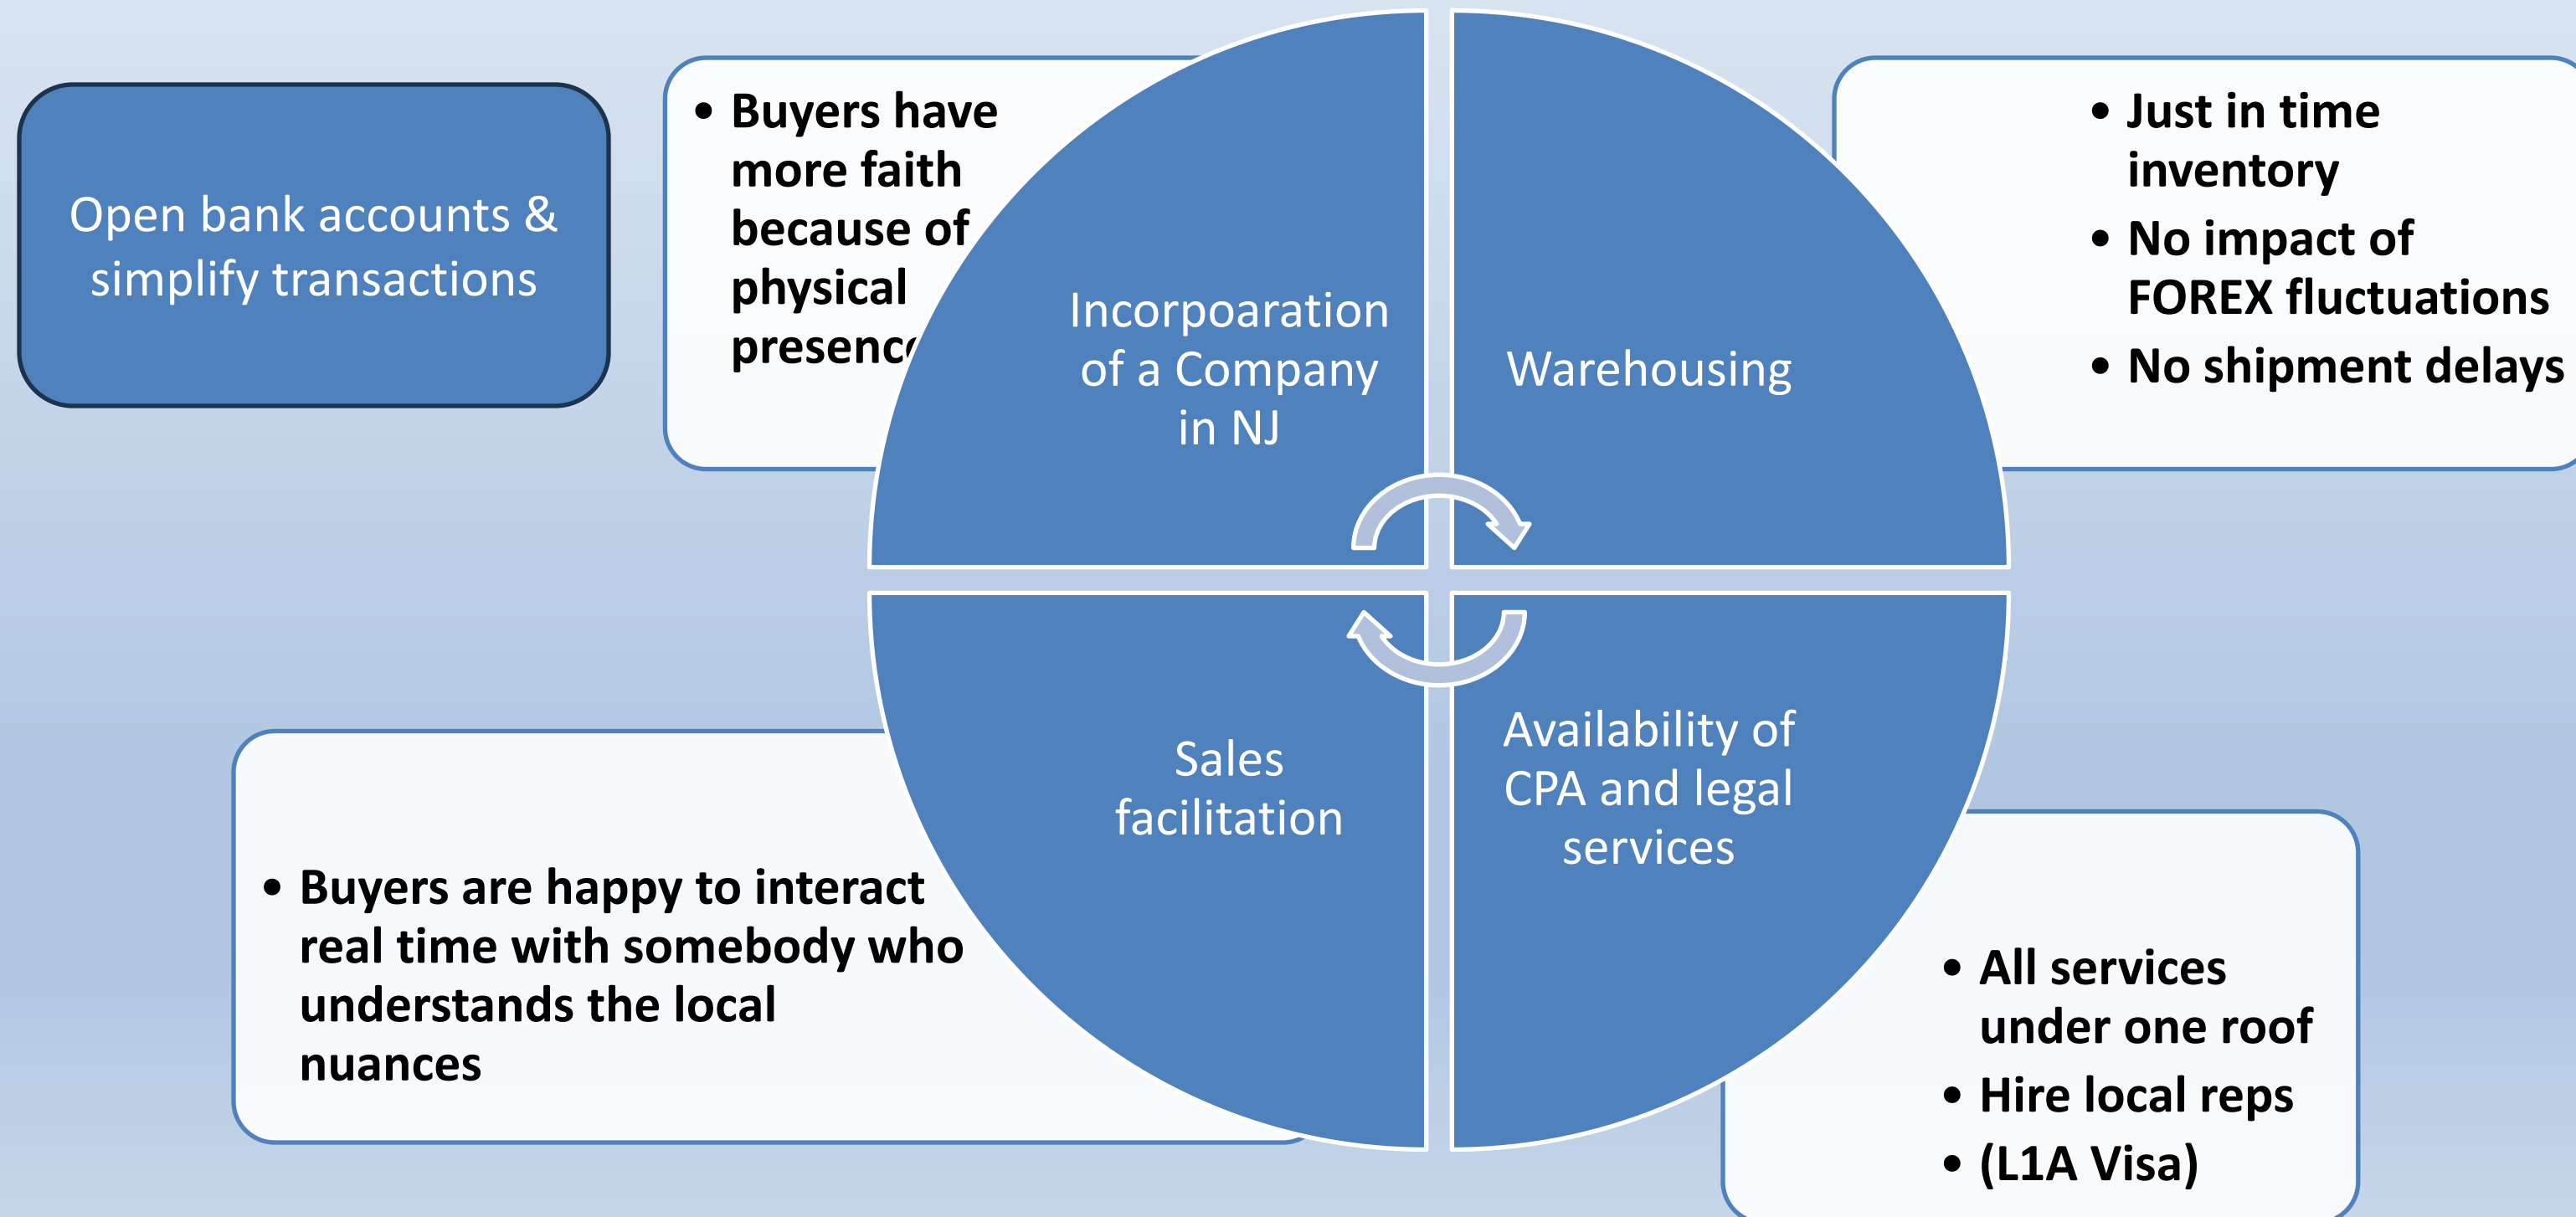 Open bank accounts &
simplify transactions
• Buyers have
more faith
because of
physical
presence
Incorpoaration
of a Company
in NJ
Warehousing
• Just in time
inventory
• No impact of
FOREX fluctuations
• No shipment delays
• Buyers are happy to interact
real time with somebody who
understands the local
nuances
Sales
facilitation
Availability of
CPA and legal
services
• All services
under one roof
• Hire local reps
• (L1A Visa)